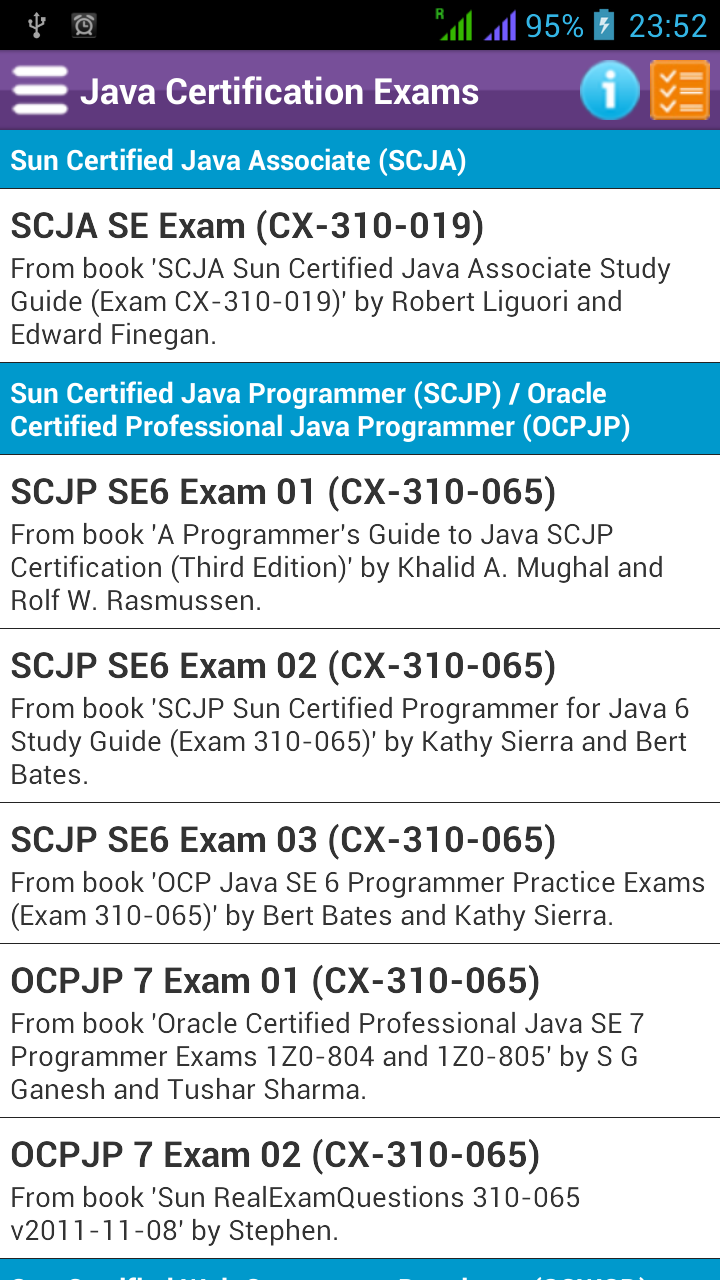 R 95% 23:52
Java Certification Exams
Sun Certified Java Associate (SCJA)
SCJA SE Exam (CX-310-019)
From book 'SCJA Sun Certified Java Associate Study
Guide (Exam CX-310-019)' by Robert Liguori and
Edward Finegan.
Sun Certified Java Programmer (SCJP) / Oracle
Certified Professional Java Programmer (OCPJP)
SCJP SE6 Exam 01 (CX-310-065)
From book 'A Programmer's Guide to Java SCJP
Certification (Third Edition)' by Khalid A. Mughal and
Rolf W. Rasmussen.
SCJP SE6 Exam 02 (CX-310-065)
From book 'SCJP Sun Certified Programmer for Java 6
Study Guide (Exam 310-065)' by Kathy Sierra and Bert
Bates.
SCJP SE6 Exam 03 (CX-310-065)
From book 'OCP Java SE 6 Programmer Practice Exams
(Exam 310-065)' by Bert Bates and Kathy Sierra.
OCPJP 7 Exam 01 (CX-310-065)
From book 'Oracle Certified Professional Java SE 7
Programmer Exams 1Z0-804 and 1Z0-805' by S G
Ganesh and Tushar Sharma.
OCPJP 7 Exam 02 (CX-310-065)
From book 'Sun RealExamQuestions 310-065
v2011-11-08' by Stephen.